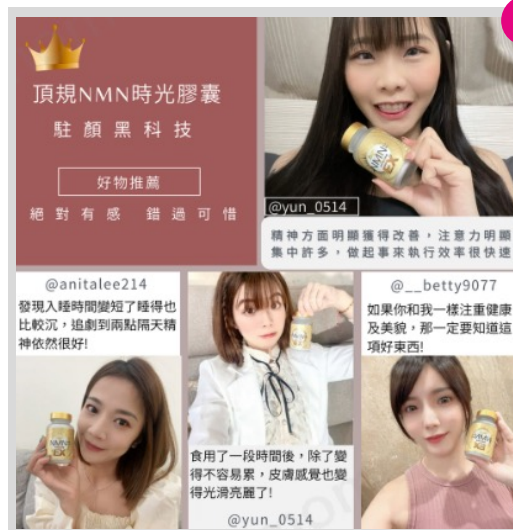 頂規NMN時光膠囊
駐顏黑科技
好物推薦
絕對有感 錯過可惜
@yun_0514
精神方面明顯獲得改善，注意力明顯
集中許多，做起事來執行效率很快速
@anitalee214
發現入睡時間變短了睡得也
比較沉，追劇到兩點隔天精
神依然很好!
@__betty9077
如果你和我一樣注重健康
及美貌，那一定要知道這
項好東西!
食用了一段時間後，除了變
得不容易累，皮膚感覺也變
得光滑亮麗了!
@yun_0514
NMN
EX
NMN
EX
NMN
EX